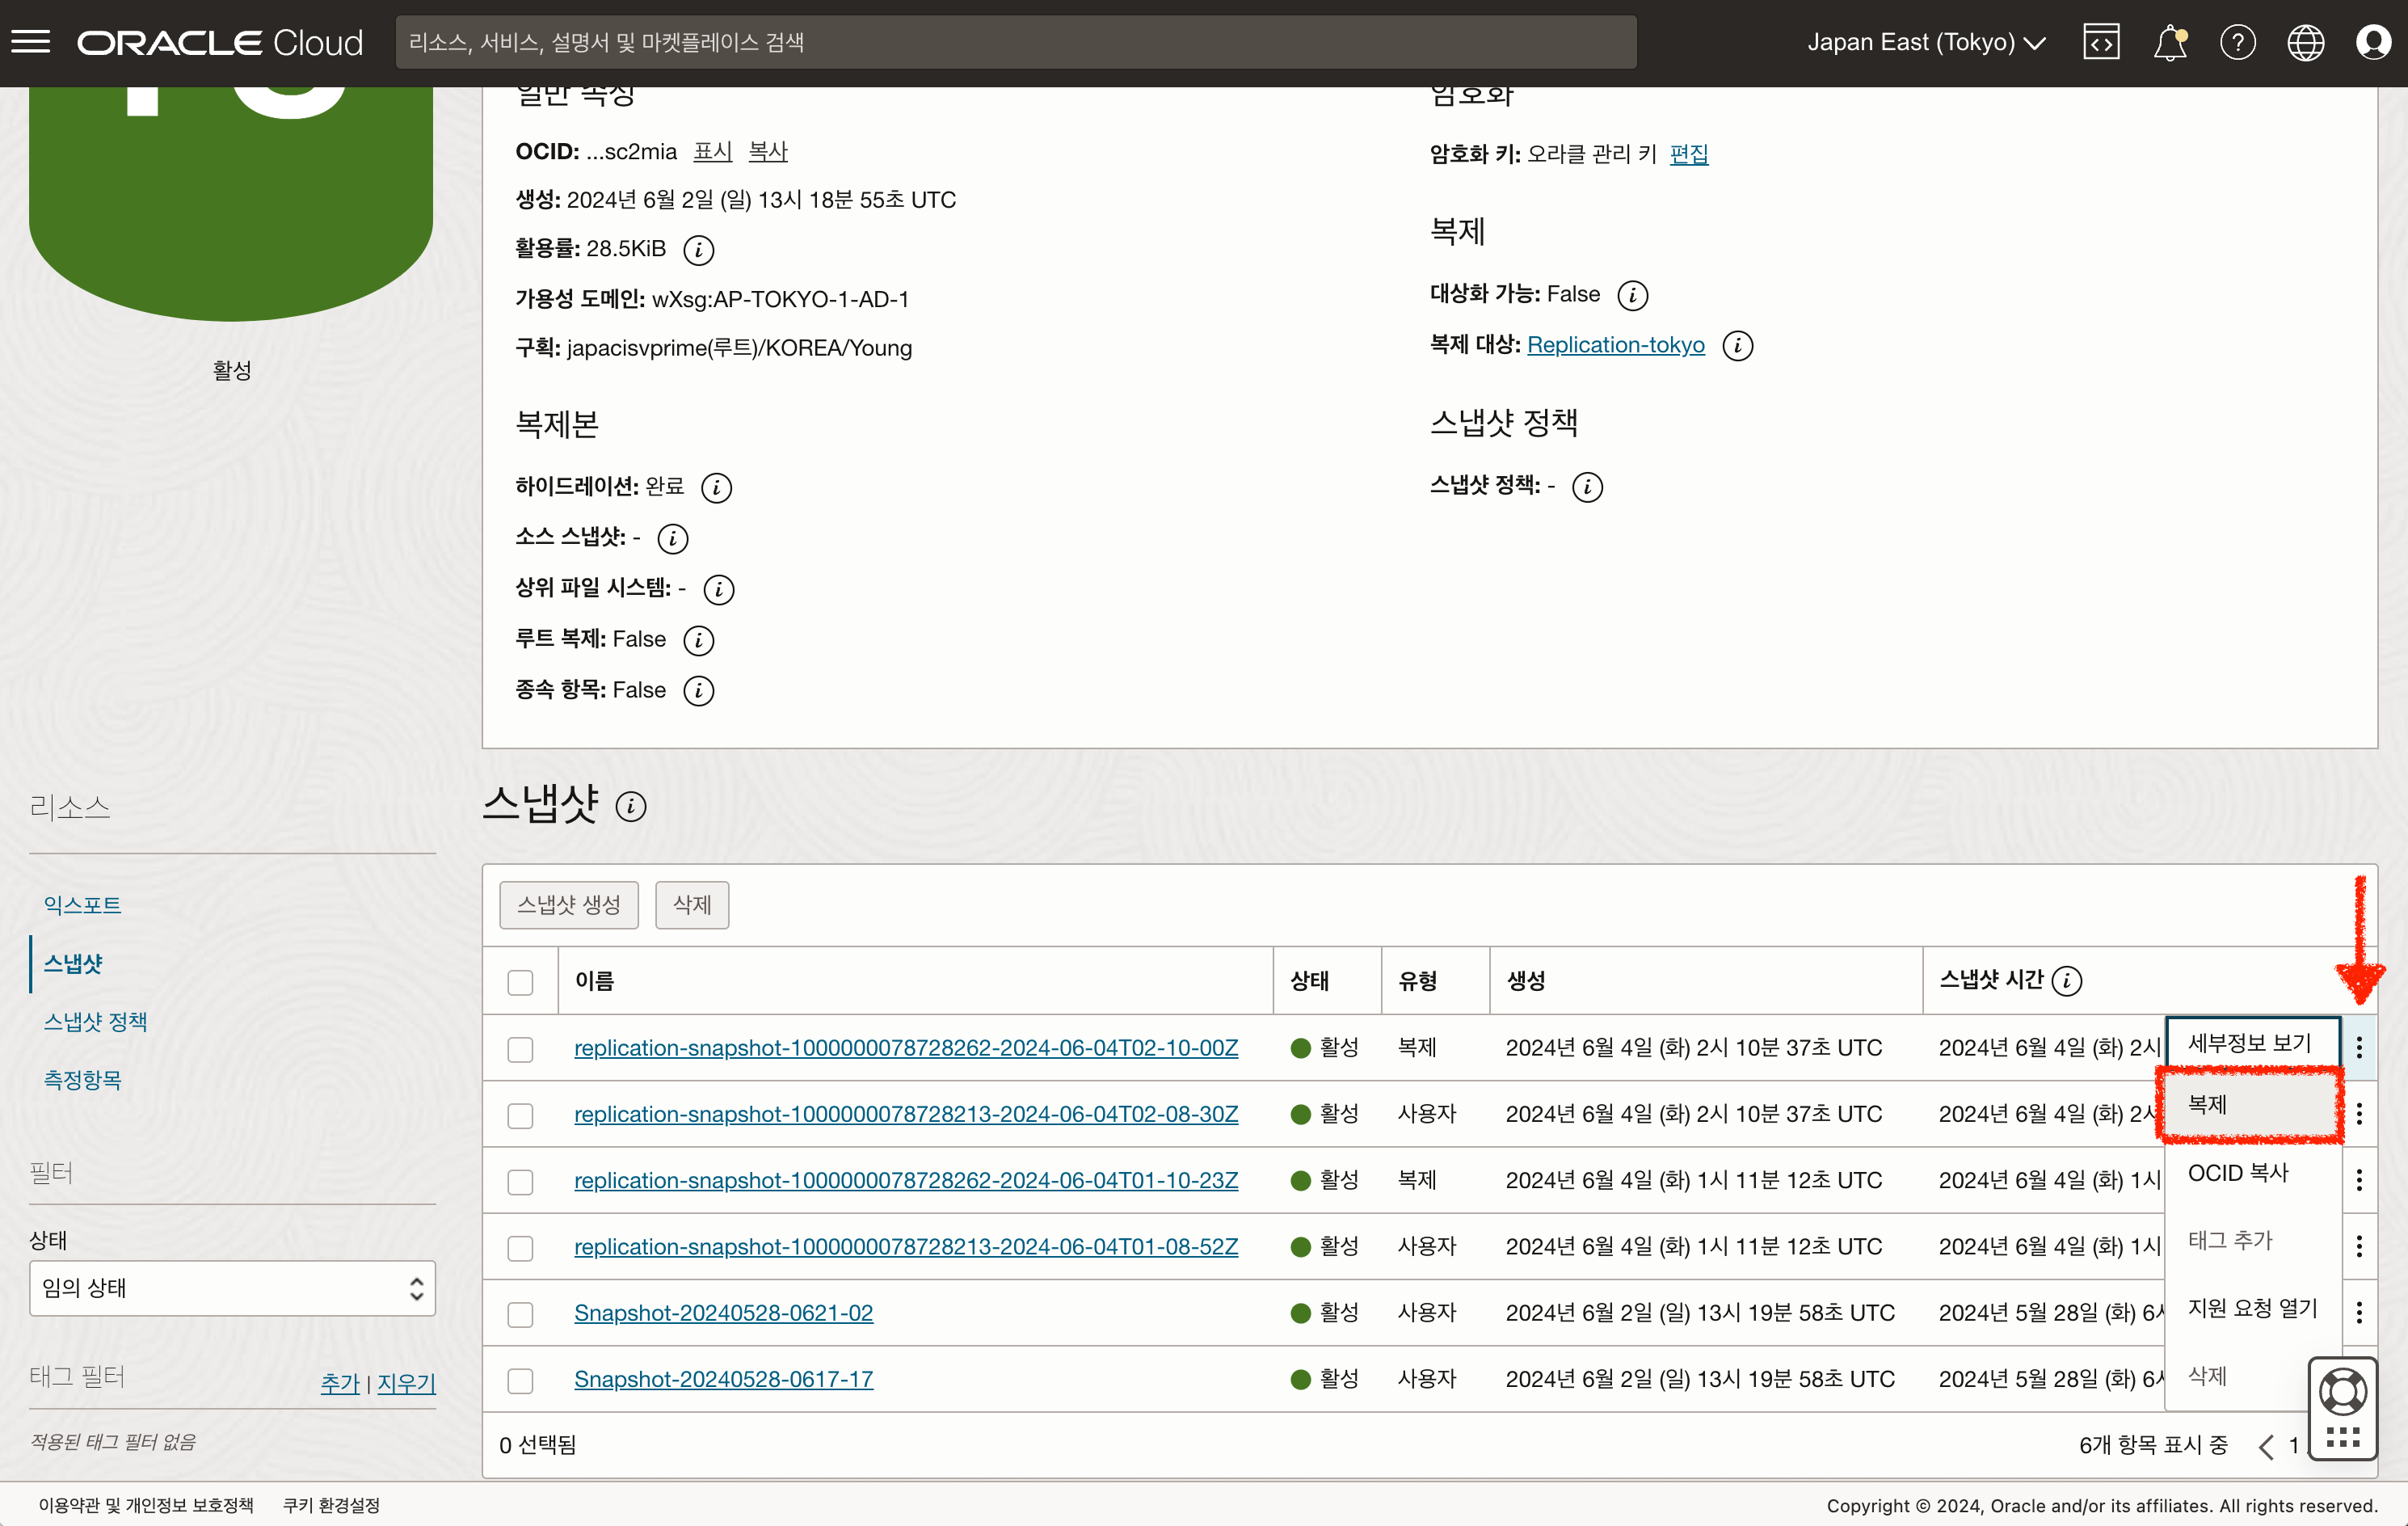 ORACLE Cloud
리소스, 서비스, 설명서 및 마켓플레이스 검색
Japan East (Tokyo)
일반 속성
OCID: ...sc2mia 표시 복사
생성: 2024년 6월 2일 (일) 13시 18분 55초 UTC
활용률: 28.5KiB
가용성 도메인: wXsg:AP-TOKYO-1-AD-1
구획: japacisvprime(루트)/KOREA/Young
복제본
하이드레이션: 완료
소스 스냅샷: -
상위 파일 시스템: -
루트 복제: False
종속 항목: False
암호화
암호화 키: 오라클 관리 키 편집
복제
대상화 가능: False
복제 대상: Replication-tokyo
스냅샷 정책
스냅샷 정책: -
활성
리소스
익스포트
스냅샷
스냅샷 정책
측정항목
필터
상태
임의 상태
태그 필터 추가 | 지우기
적용된 태그 필터 없음
스냅샷
스냅샷 생성 삭제
이름 상태 유형 생성 스냅샷 시간
replication-snapshot-1000000078728262-2024-06-04T02-10-00Z 활성 복제 2024년 6월 4일 (화) 2시 10분 37초 UTC 2024년 6월 4일 (화) 2시
replication-snapshot-1000000078728213-2024-06-04T02-08-30Z 활성 사용자 2024년 6월 4일 (화) 2시 10분 37초 UTC 2024년 6월 4일 (화) 2시
replication-snapshot-1000000078728262-2024-06-04T01-10-23Z 활성 복제 2024년 6월 4일 (화) 1시 11분 12초 UTC 2024년 6월 4일 (화) 1시
replication-snapshot-1000000078728213-2024-06-04T01-08-52Z 활성 사용자 2024년 6월 4일 (화) 1시 11분 12초 UTC 2024년 6월 4일 (화) 1시
Snapshot-20240528-0621-02 활성 사용자 2024년 6월 2일 (일) 13시 19분 58초 UTC 2024년 5월 28일 (화) 6시
Snapshot-20240528-0617-17 활성 사용자 2024년 6월 2일 (일) 13시 19분 58초 UTC 2024년 5월 28일 (화) 6시
세부정보 보기
복제
OCID 복사
태그 추가
지원 요청 열기
삭제
0 선택됨 6개 항목 표시 중 1
이용약관 및 개인정보 보호정책 쿠키 환경설정 Copyright © 2024, Oracle and/or its affiliates. All rights reserved.